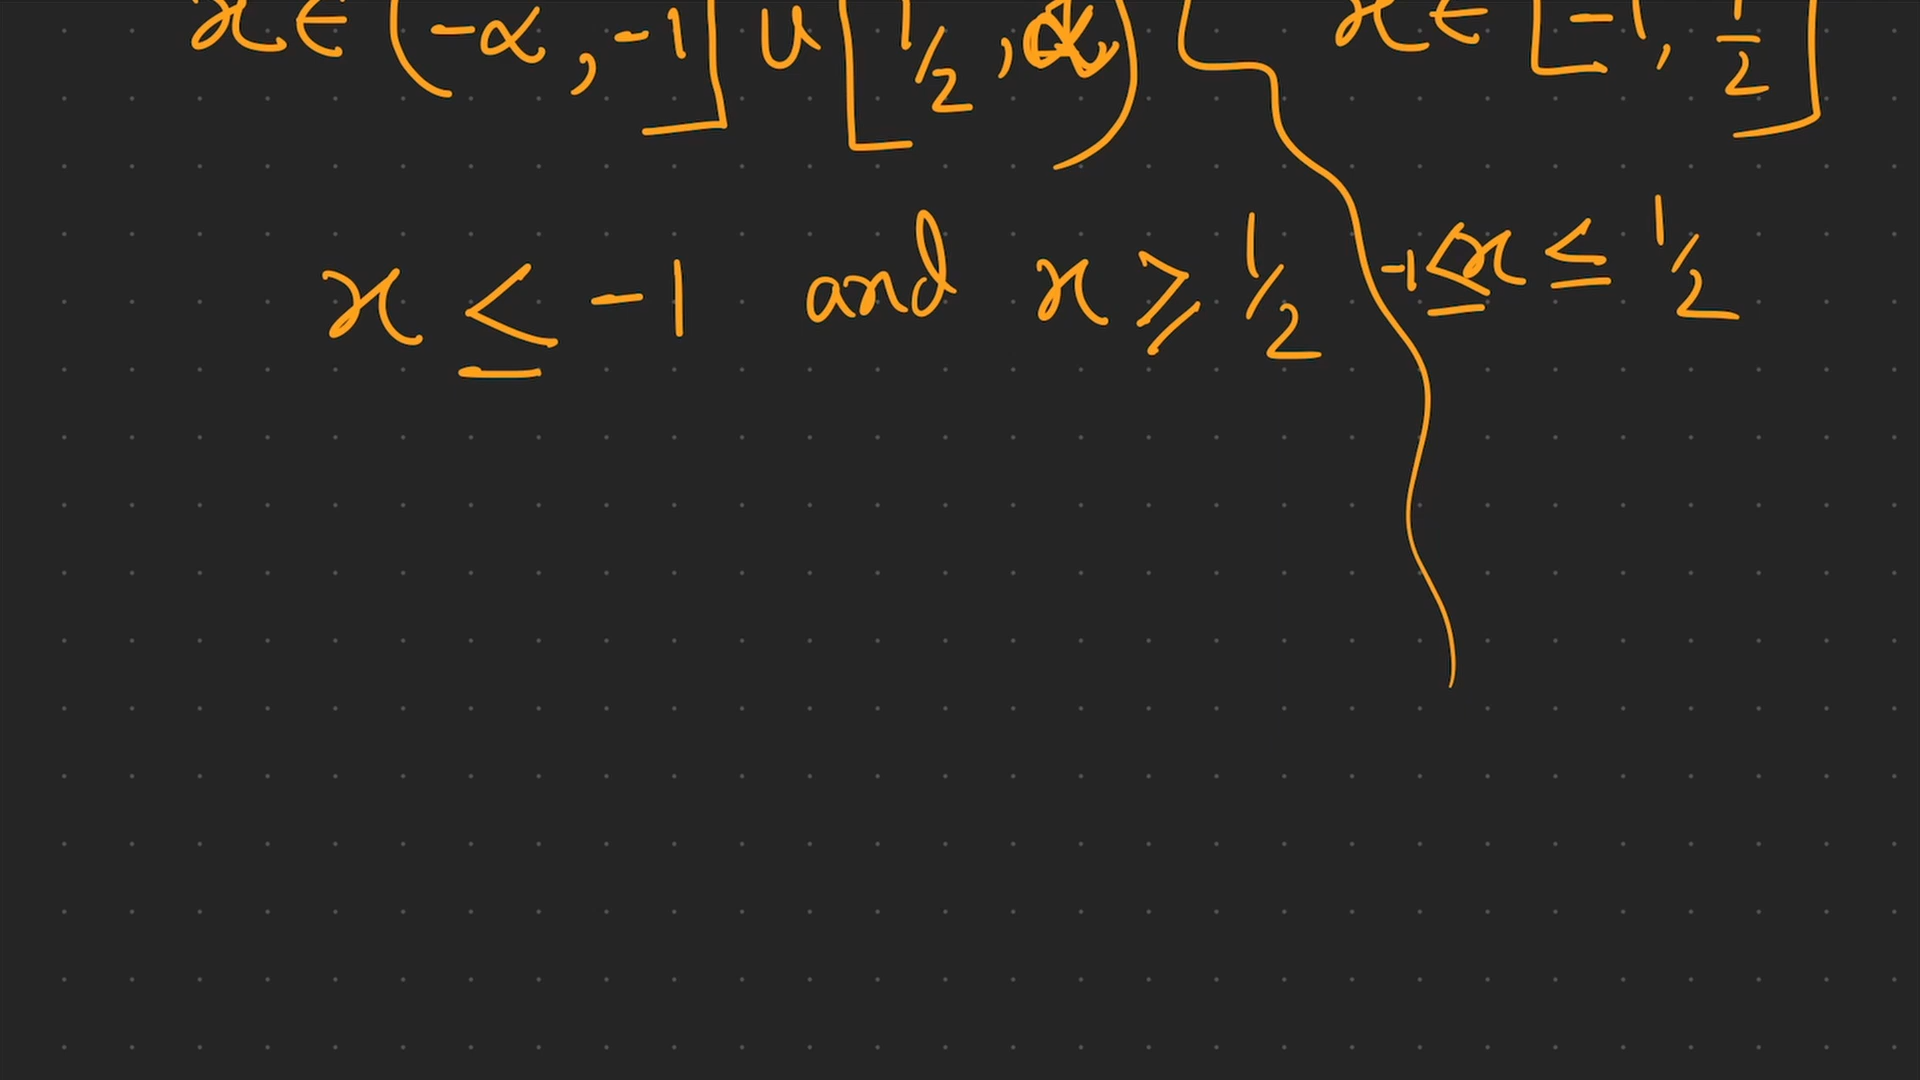 x ∈ (-∝, -1] ∪ [1/2, ∝) x ∈ [-1, 1/2]
x ≤ -1 and x ⩾ 1/2 -1 ≤ x ≤ 1/2